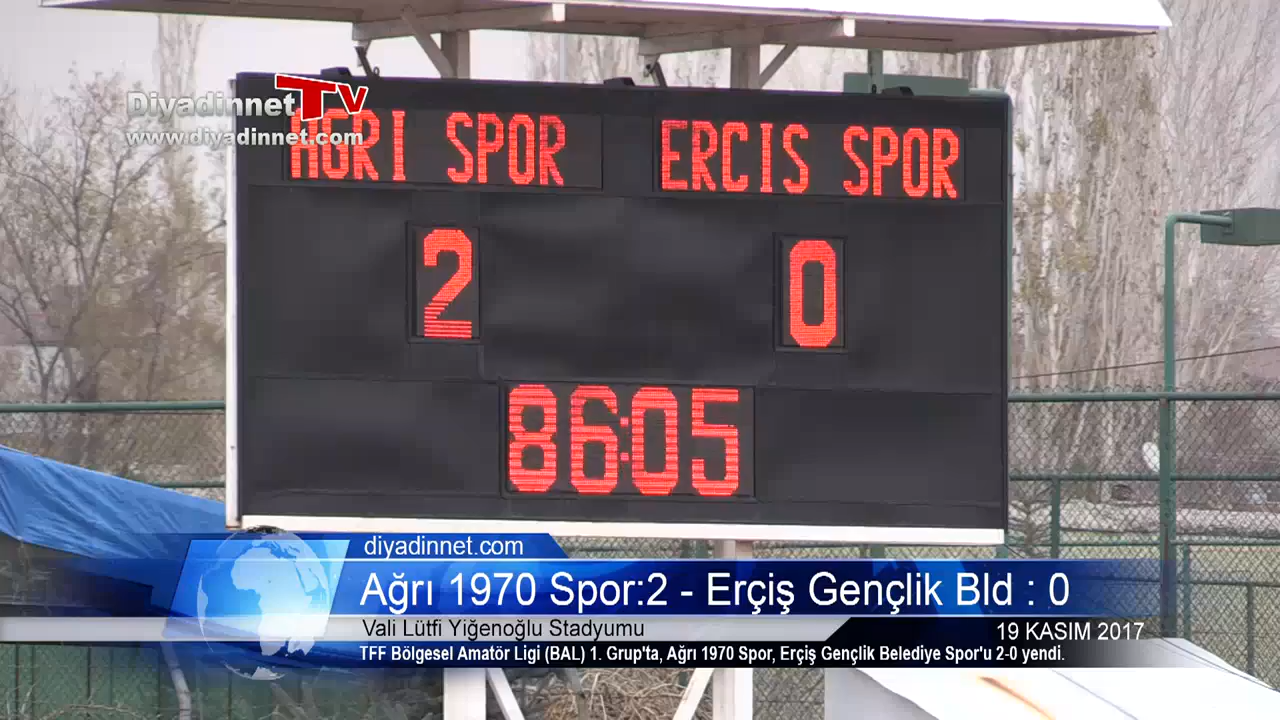 Diyadinnet TV
www.diyadinnet.com
AGRI SPOR
ERCIS SPOR
2
0
86:05
diyadinnet.com
Ağrı 1970 Spor:2 - Erçiş Gençlik Bld : 0
Vali Lütfi Yiğenoğlu Stadyumu
19 KASIM 2017
TFF Bölgesel Amatör Ligi (BAL) 1. Grup'ta, Ağrı 1970 Spor, Erçiş Gençlik Belediye Spor'u 2-0 yendi.